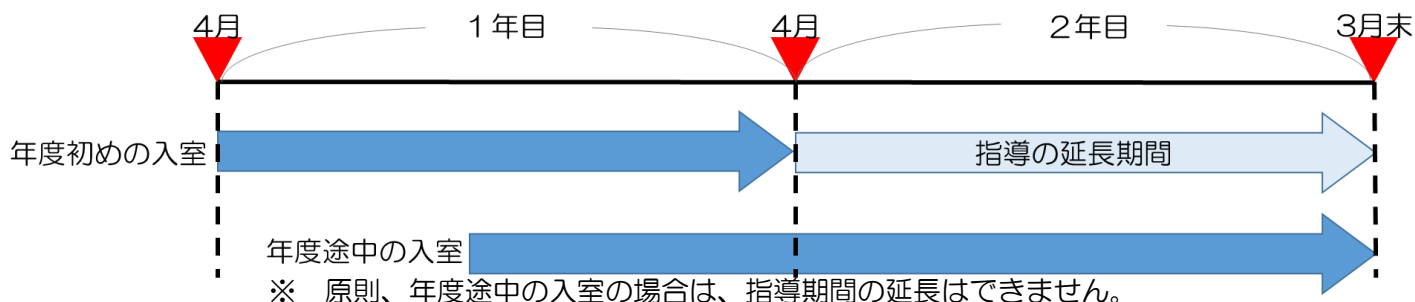 4月 1年目 4月 2年目 3月末
年度初めの入室 指導の延長期間
年度途中の入室
※ 原則、年度途中の入室の場合は、指導期間の延長はできません。